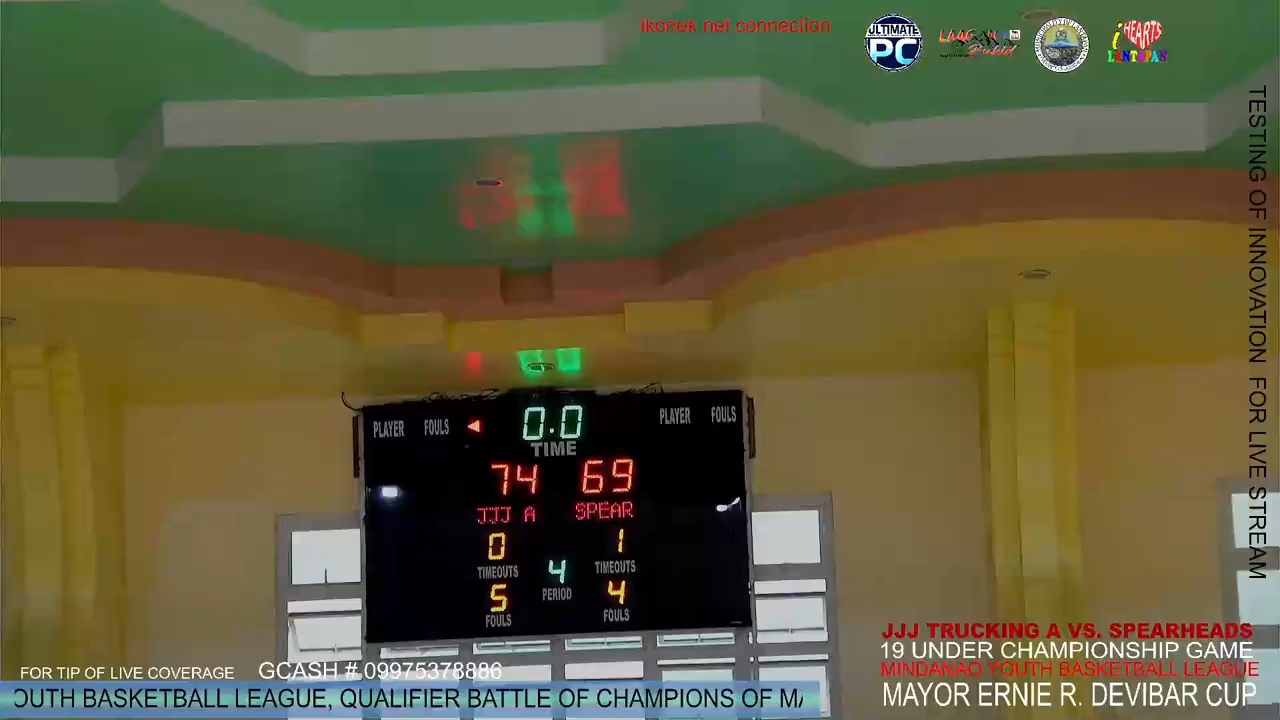 ikonek net connection
ULTIMATE
PC
i HEARTS
LANTAPAN
TESTING OF INNOVATION FOR LIVE STREAM
PLAYER FOULS 0.0 PLAYER FOULS
TIME
74 69
JJJ A SPEAR
0 1
TIMEOUTS 4 TIMEOUTS
PERIOD
5 4
FOULS FOULS
JJJ TRUCKING A VS. SPEARHEADS
19 UNDER CHAMPIONSHIP GAME
MINDANAO YOUTH BASKETBALL LEAGUE
MAYOR ERNIE R. DEVIBAR CUP
FOR TIP OF LIVE COVERAGE GCASH # 09975378886
OUTH BASKETBALL LEAGUE, QUALIFIER BATTLE OF CHAMPIONS OF MA